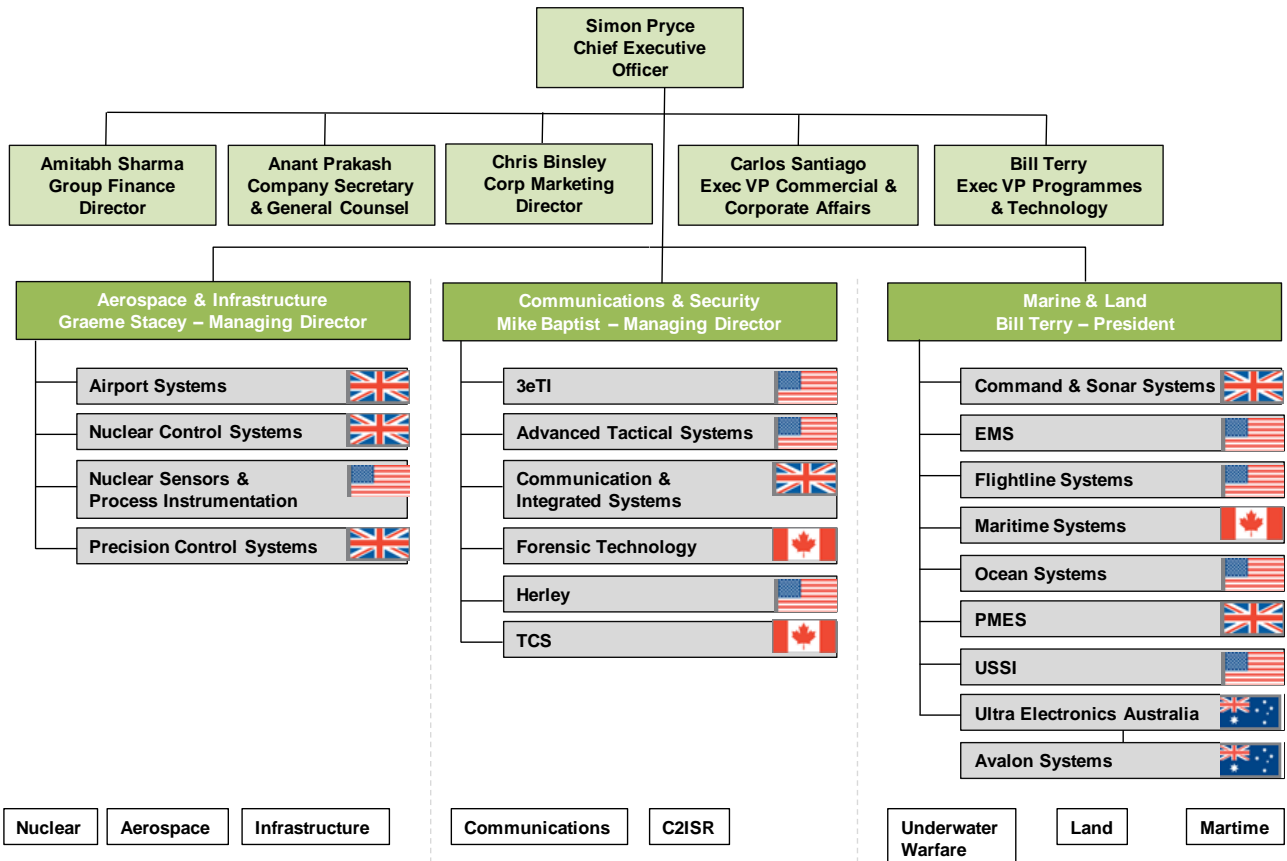 Simon Pryce
Chief Executive
Officer
Amitabh Sharma
Group Finance
Director
Anant Prakash
Company Secretary
& General Counsel
Chris Binsley
Corp Marketing
Director
Carlos Santiago
Exec VP Commercial &
Corporate Affairs
Bill Terry
Exec VP Programmes
& Technology
Aerospace & Infrastructure
Graeme Stacey – Managing Director
Airport Systems
Nuclear Control Systems
Nuclear Sensors &
Process Instrumentation
Precision Control Systems
Communications & Security
Mike Baptist – Managing Director
3eTI
Advanced Tactical Systems
Communication &
Integrated Systems
Forensic Technology
Herley
TCS
Marine & Land
Bill Terry – President
Command & Sonar Systems
EMS
Flightline Systems
Maritime Systems
Ocean Systems
PMES
USSI
Ultra Electronics Australia
Avalon Systems
Nuclear
Aerospace
Infrastructure
Communications
C2ISR
Underwater
Warfare
Land
Martime